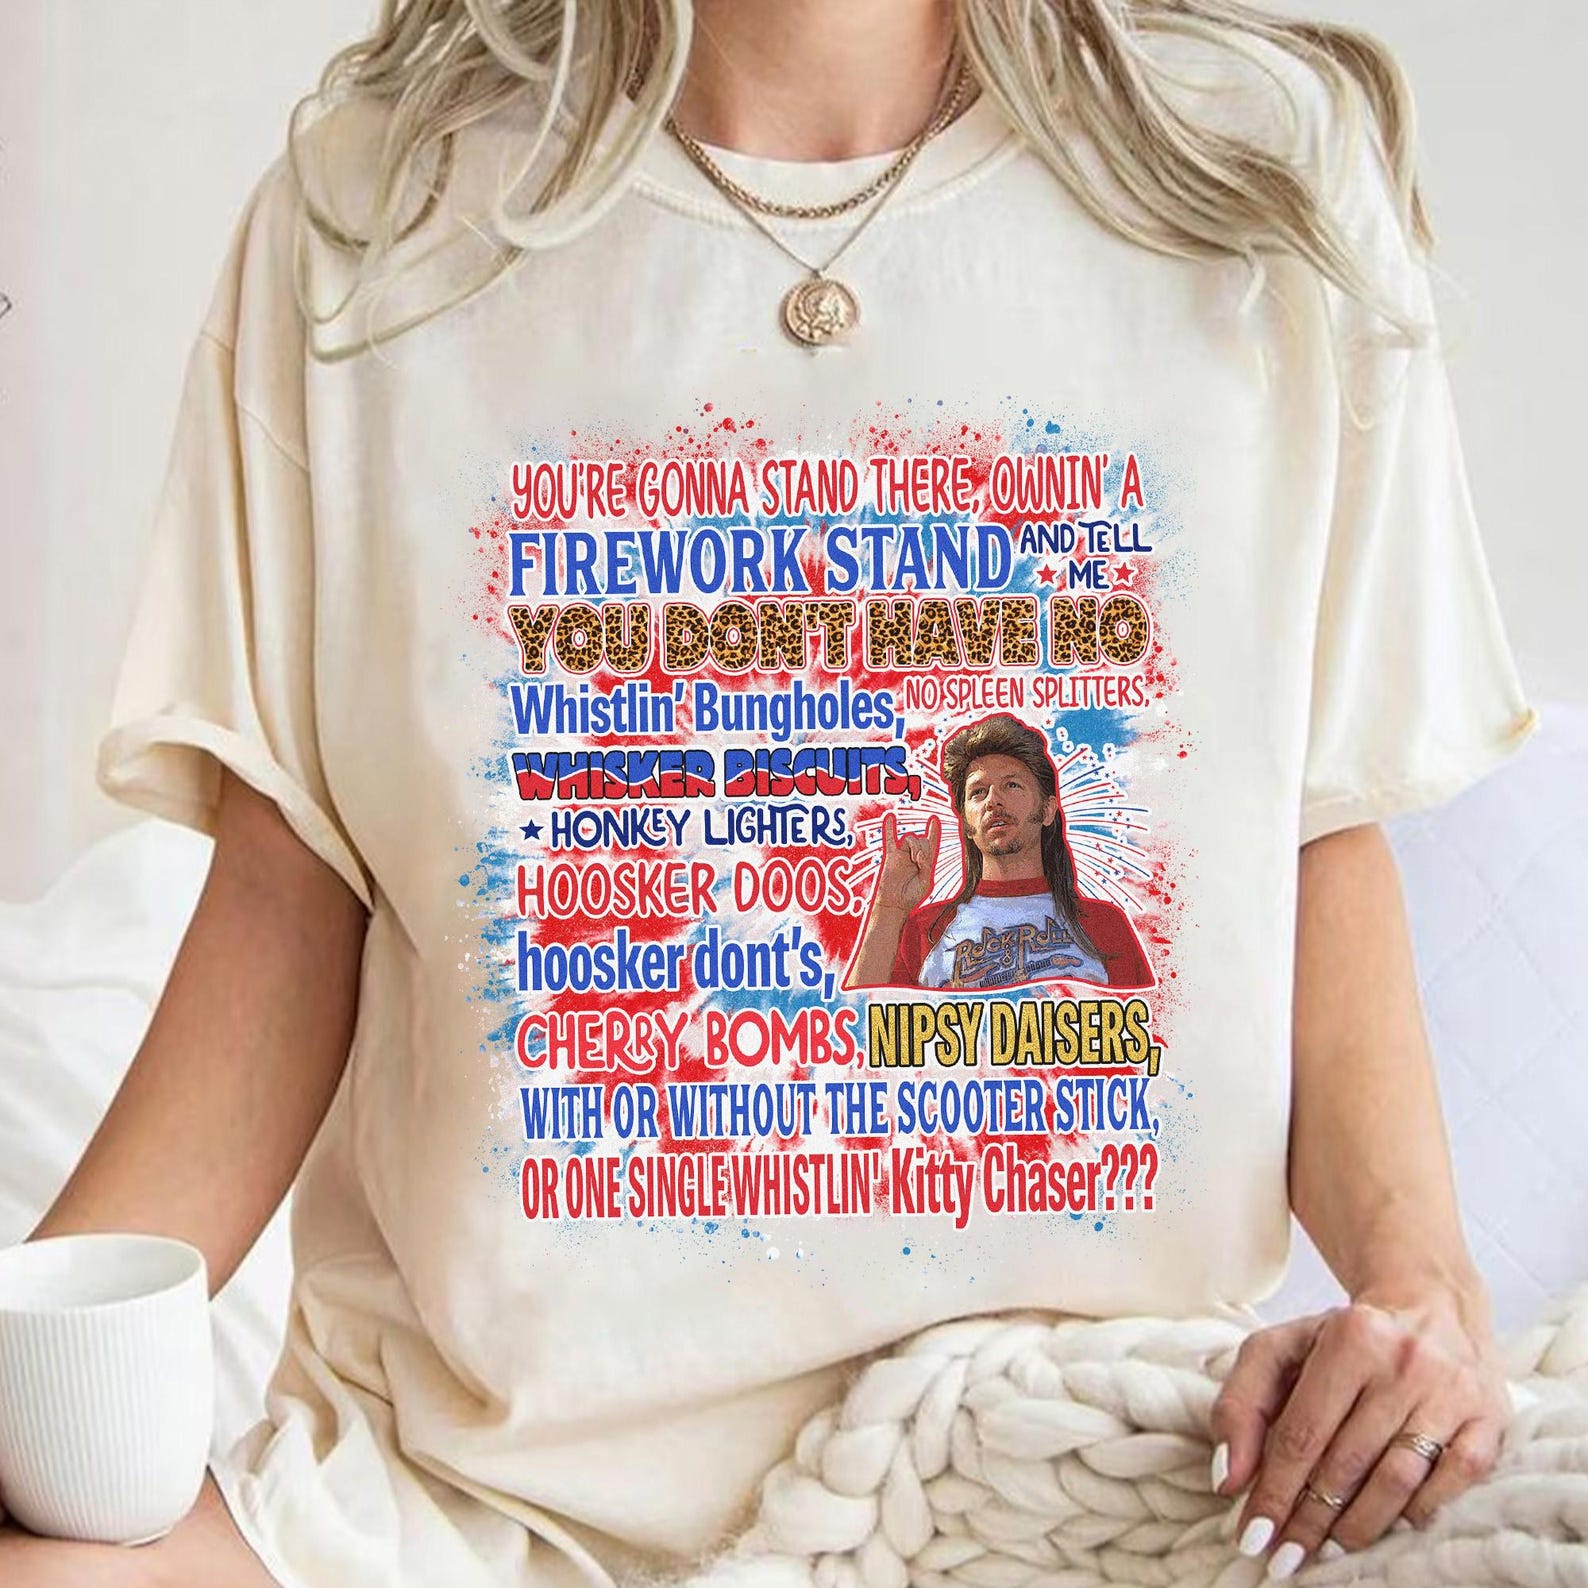 YOU'RE GONNA STAND THERE, OWNIN' A
FIREWORK STAND AND TELL
ME
YOU DON'T HAVE NO
Whistlin' Bungholes, NO SPLEEN SPLITTERS,
WHISKER BISCUITS,
HONKEY LIGHTERS,
HOOSKER DOOS,
hoosker dont's,
ROCK & ROLL
CHERRY BOMBS, NIPSY DAISERS,
WITH OR WITHOUT THE SCOOTER STICK,
OR ONE SINGLE WHISTLIN' Kitty Chaser???